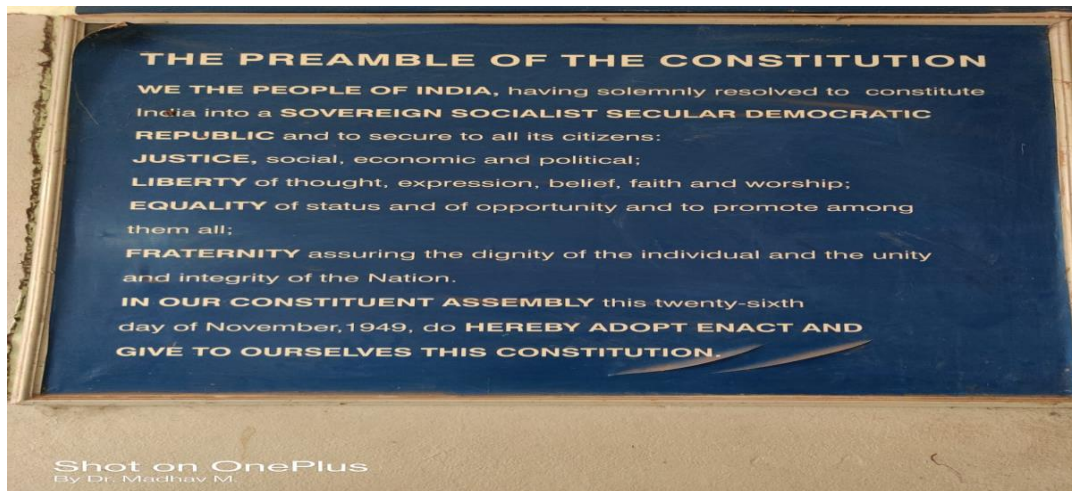 THE PREAMBLE OF THE CONSTITUTION
WE THE PEOPLE OF INDIA, having solemnly resolved to constitute
India into a SOVEREIGN SOCIALIST SECULAR DEMOCRATIC
REPUBLIC and to secure to all its citizens:
JUSTICE, social, economic and political;
LIBERTY of thought, expression, belief, faith and worship;
EQUALITY of status and of opportunity and to promote among
them all;
FRATERNITY assuring the dignity of the individual and the unity
and integrity of the Nation.
IN OUR CONSTITUENT ASSEMBLY this twenty-sixth
day of November,1949, do HEREBY ADOPT ENACT AND
GIVE TO OURSELVES THIS CONSTITUTION.
Shot on OnePlus
By Dr. Madhav M.